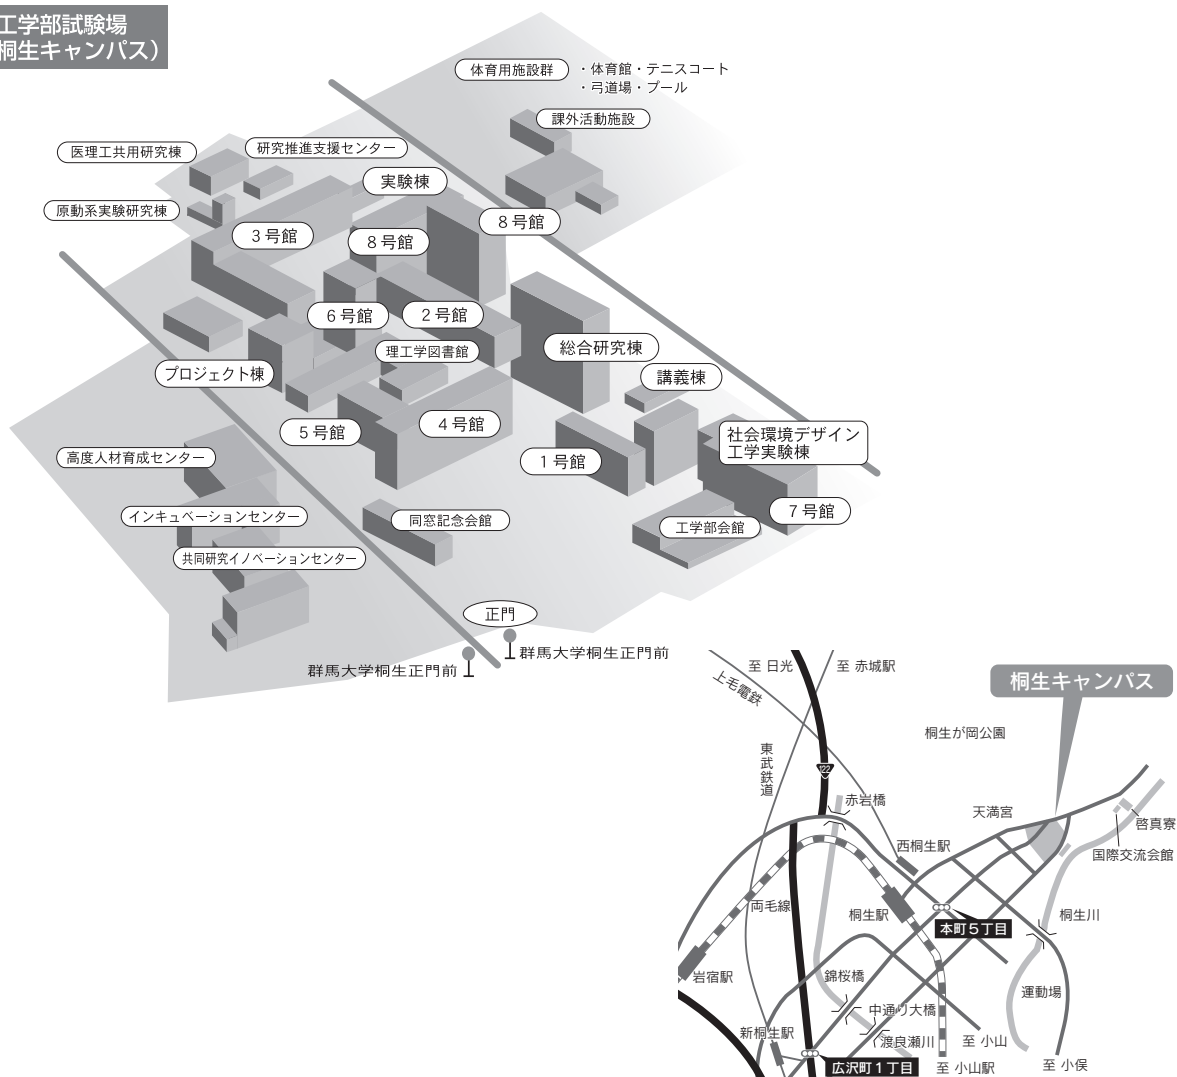 工学部試験場
桐生キャンパス）
体育用施設群
・体育館・テニスコート
・弓道場・プール
課外活動施設
医理工共用研究棟
研究推進支援センター
実験棟
原動系実験研究棟
3号館
8号館
8号館
6号館
2号館
理工学図書館
総合研究棟
プロジェクト棟
講義棟
5号館
4号館
1号館
社会環境デザイン
工学実験棟
高度人材育成センター
インキュベーションセンター
同窓記念会館
工学部会館
7号館
共同研究イノベーションセンター
正門
群馬大学桐生正門前
群馬大学桐生正門前
至 日光
至 赤城駅
上毛電鉄
桐生キャンパス
桐生が岡公園
東武鉄道
122
赤岩橋
天満宮
啓真寮
国際交流会館
西桐生駅
両毛線
桐生駅
本町5丁目
桐生川
岩宿駅
錦桜橋
中通り大橋
運動場
新桐生駅
渡良瀬川
至 小山
広沢町1丁目
至 小山駅
至 小俣